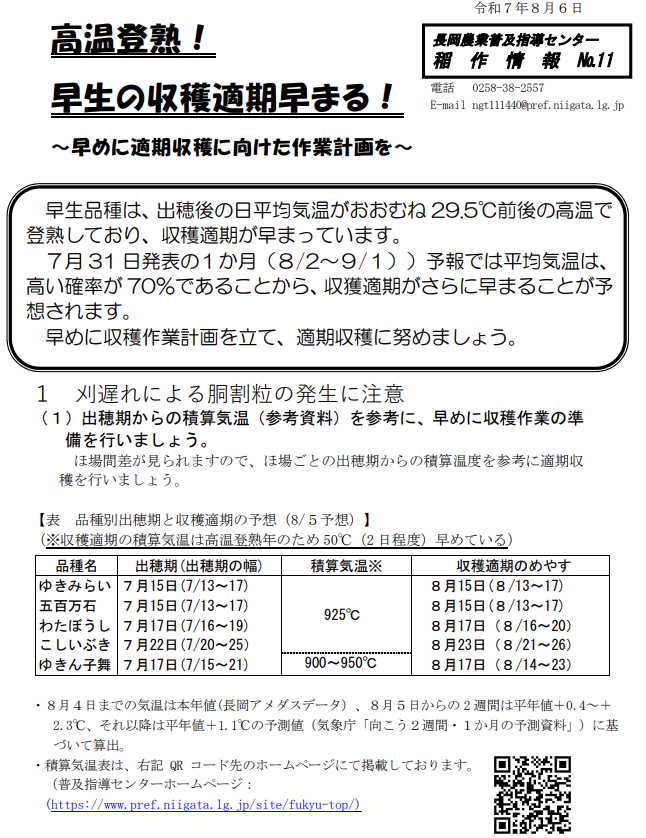 令和７年８月６日
高温登熟！
早生の収穫適期早まる！
～早めに適期収穫に向けた作業計画を～
長岡農業普及指導センター
稲 作 情 報 №11
電話 0258-38-2557
E-mail ngt111440@pref.niigata.lg.jp
早生品種は、出穂後の日平均気温がおおむね 29.5℃前後の高温で
登熟しており、収穫適期が早まっています。
７月 31 日発表の１か月（８/２～９/１））予報では平均気温は、
高い確率が 70％であることから、収獲適期がさらに早まることが予
想されます。
早めに収穫作業計画を立て、適期収穫に努めましょう。
１ 刈遅れによる胴割粒の発生に注意
（１）出穂期からの積算気温（参考資料）を参考に、早めに収穫作業の準
備を行いましょう。
ほ場間差が見られますので、ほ場ごとの出穂期からの積算温度を参考に適期収
穫を行いましょう。
【表 品種別出穂期と収穫適期の予想（8/５予想）】
（※収穫適期の積算気温は高温登熟年のため 50℃（２日程度）早めている）
品種名 出穂期(出穂期の幅) 積算気温※ 収穫適期のめやす
ゆきみらい ７月15日(7/13～17) ８月15日(８/13～17)
五百万石 ７月15日(7/13～17) 925℃ ８月15日(８/13～17)
わたぼうし ７月17日(7/16～19) ８月17日（８/16～20）
こしいぶき ７月22日(7/20～25) ８月23日（８/21～26）
ゆきん子舞 ７月17日(7/15～21) 900～950℃ ８月17日（８/14～23）
・８月４日までの気温は本年値(長岡アメダスデータ）、８月５日からの２週間は平年値＋0.4～＋
2.3℃、それ以降は平年値＋1.1℃の予測値（気象庁「向こう２週間・１か月の予測資料」）に基
づいて算出。
・積算気温表は、右記 QR コード先のホームページにて掲載しております。
（普及指導センターホームページ：
(https://www.pref.niigata.lg.jp/site/fukyu-top/)